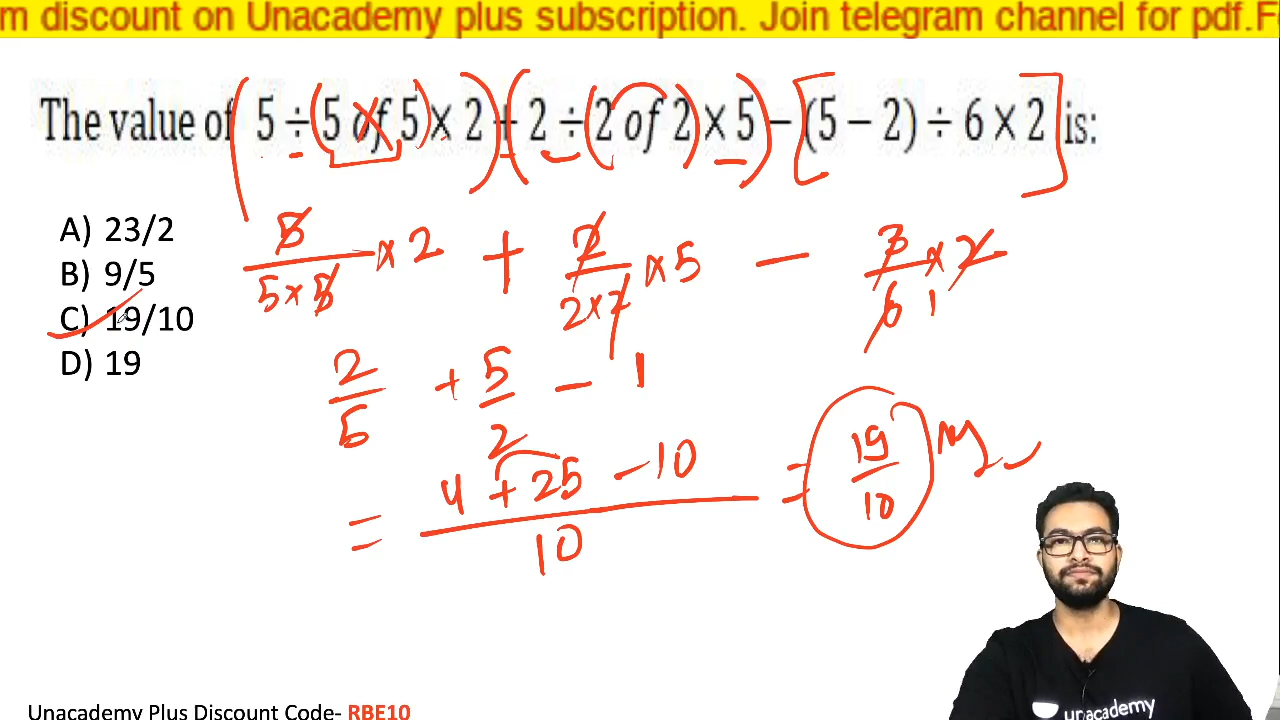 m discount on Unacademy plus subscription. Join telegram channel for pdf.F
The value of (5 ÷ (5 of 5) × 2) + (2 ÷ (2 of 2) × 5) − [(5 − 2) ÷ 6 × 2] is:
A) 23/2
B) 9/5
C) 19/10
D) 19
5/5×5 × 2 + 2/2×2 × 5 − 3/6 × 2/1
2/5 + 5/2 − 1
= 4 + 25 − 10/10 = 19/10
unacademy
Unacademy Plus Discount Code- RBE10